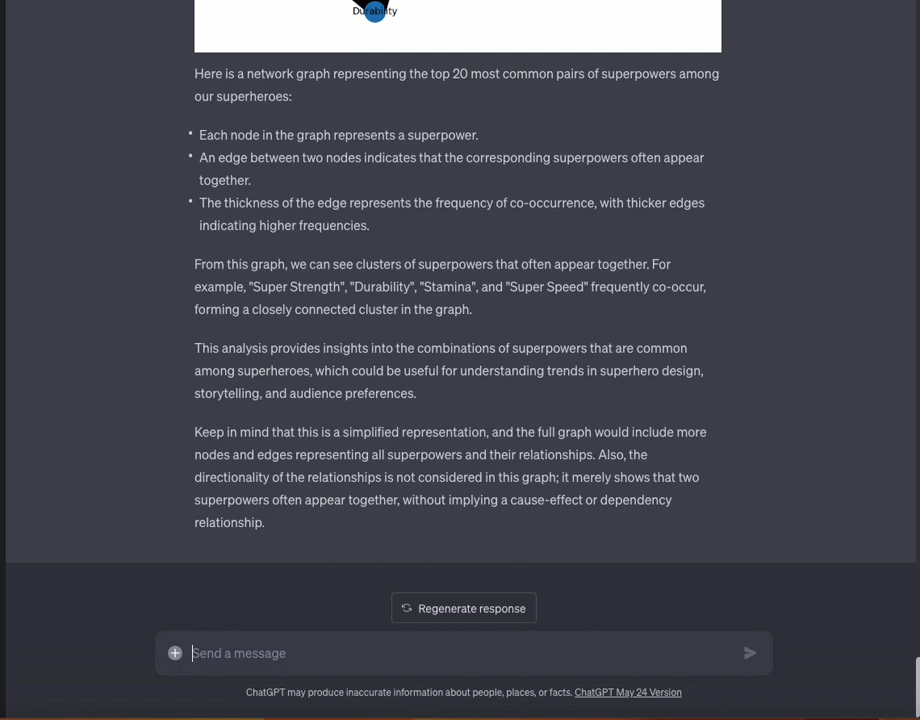 Durability
Here is a network graph representing the top 20 most common pairs of superpowers among
our superheroes:
• Each node in the graph represents a superpower.
• An edge between two nodes indicates that the corresponding superpowers often appear
together.
• The thickness of the edge represents the frequency of co-occurrence, with thicker edges
indicating higher frequencies.
From this graph, we can see clusters of superpowers that often appear together. For
example, "Super Strength", "Durability", "Stamina", and "Super Speed" frequently co-occur,
forming a closely connected cluster in the graph.
This analysis provides insights into the combinations of superpowers that are common
among superheroes, which could be useful for understanding trends in superhero design,
storytelling, and audience preferences.
Keep in mind that this is a simplified representation, and the full graph would include more
nodes and edges representing all superpowers and their relationships. Also, the
directionality of the relationships is not considered in this graph; it merely shows that two
superpowers often appear together, without implying a cause-effect or dependency
relationship.
Regenerate response
Send a message
ChatGPT may produce inaccurate information about people, places, or facts. ChatGPT May 24 Version